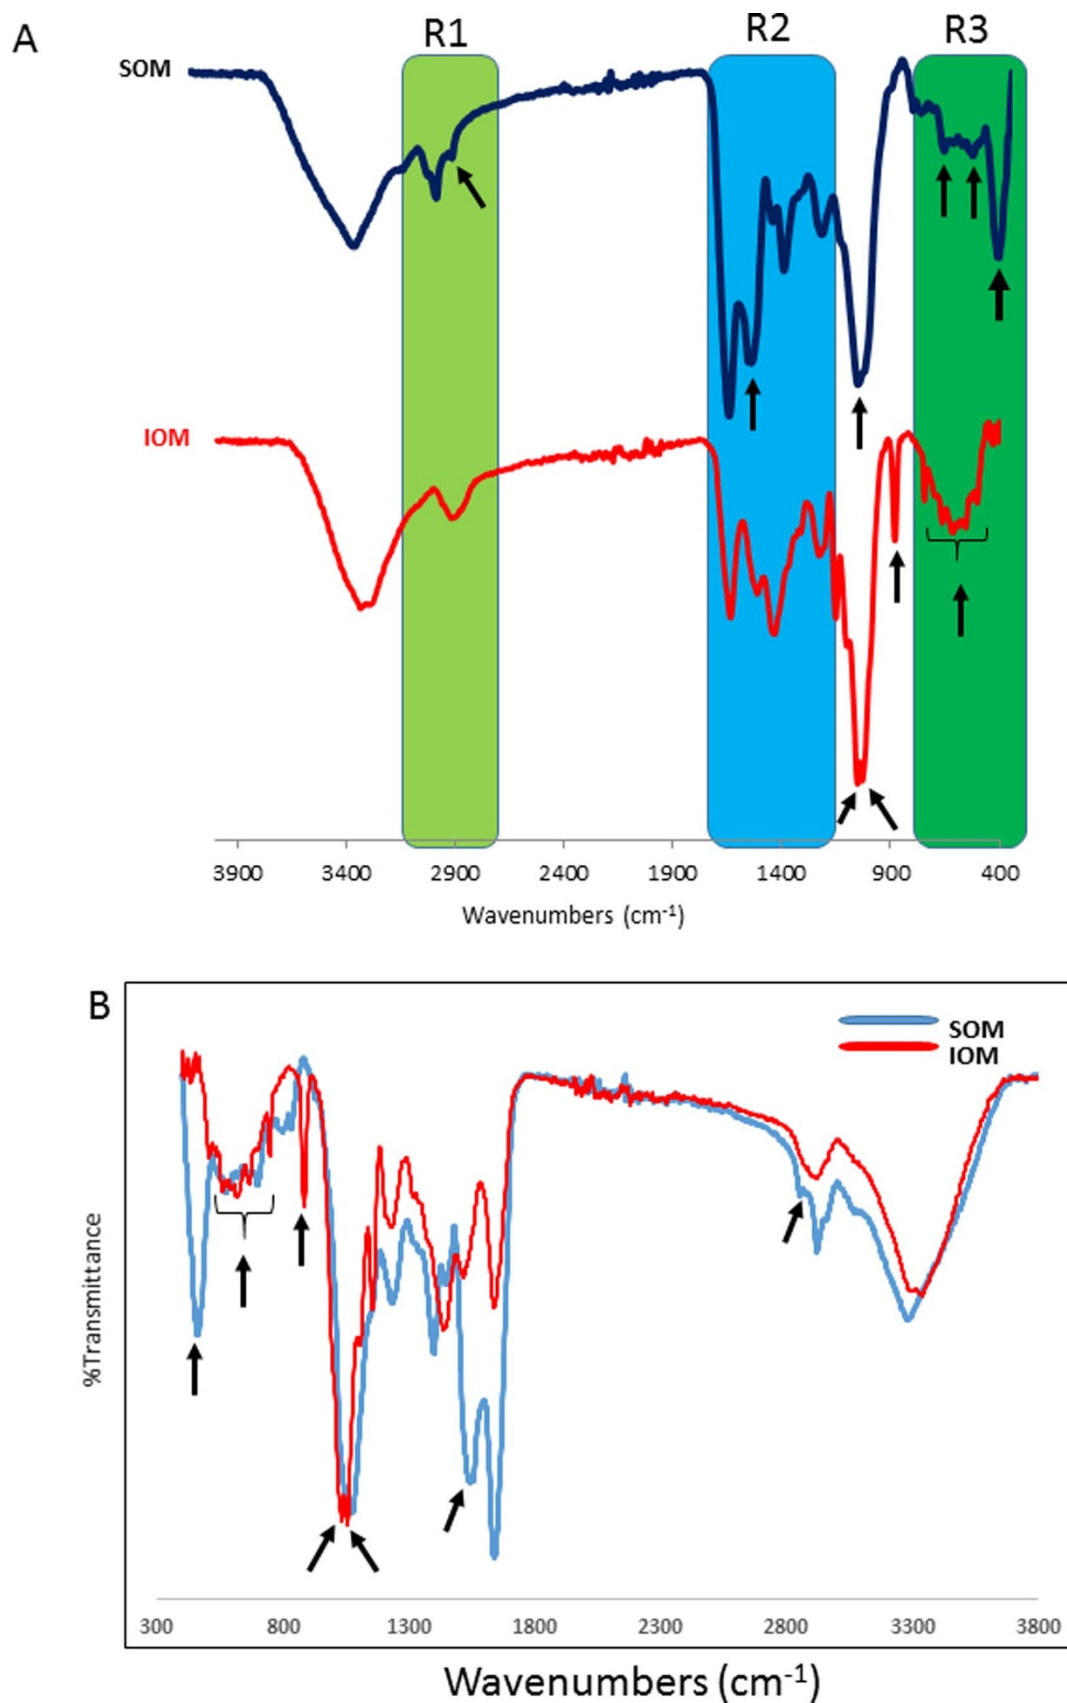 A
R1
R2
R3
SOM
IOM
3900 3400 2900 2400 1900 1400 900 400
Wavenumbers (cm⁻¹)
B
SOM
IOM
%Transmittance
300 800 1300 1800 2300 2800 3300 3800
Wavenumbers (cm⁻¹)